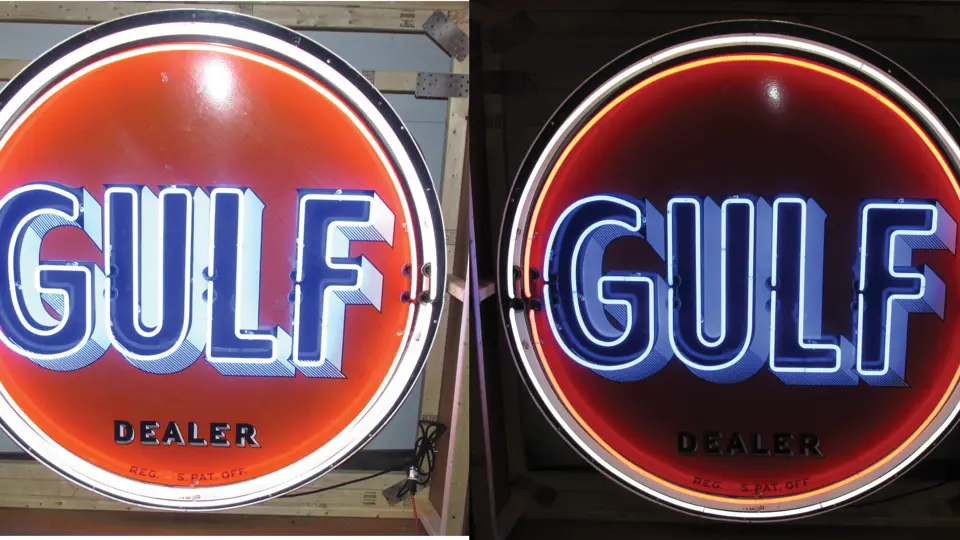 GULF
DEALER
REG. S. PAT. OFF.
GULF
DEALER
REG S. PAT. OFF